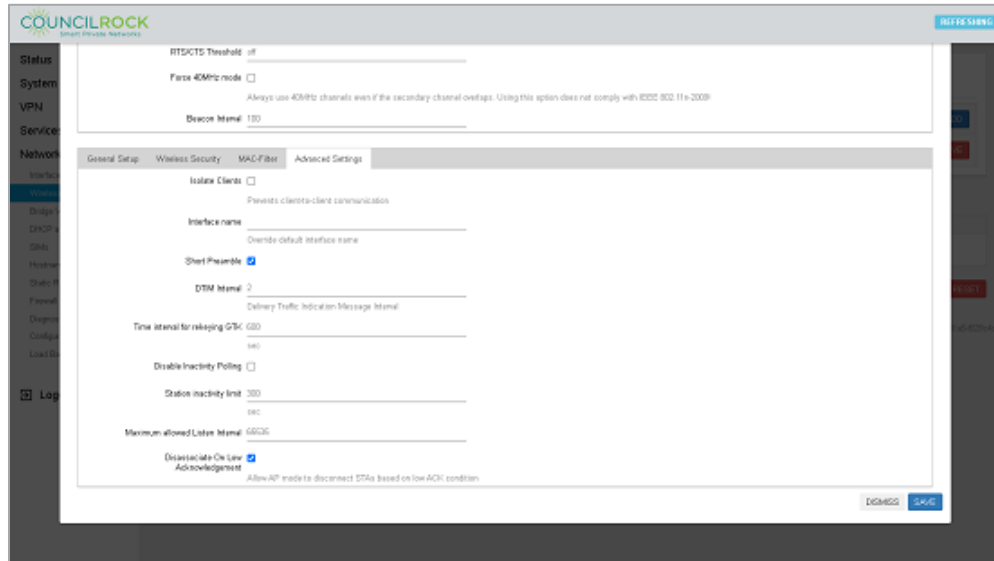 COUNCILROCK
Smart Private Networks
REFRESHING
RTS/CTS Threshold off
Status
System
Force 40MHz mode
Always use 40MHz channels even if the secondary channel overlaps. Using this option does not comply with IEEE 802.11n-2009!
VPN
Beacon Interval 100
Services
Network
General Setup Wireless Security MAC-Filter Advanced Settings
Isolate Clients
Prevents client-to-client communication
Interface name
Override default interface name
Short Preamble
DTIM Interval 2
Delivery Traffic Indication Message Interval
Time interval for rekeying GTK 600
sec
Disable Inactivity Polling
Station inactivity limit 300
sec
Maximum allowed Listen Interval 65535
Disassociate On Low
Acknowledgement
Allow AP mode to disconnect STAs based on low ACK condition
DISMISS SAVE
RESET